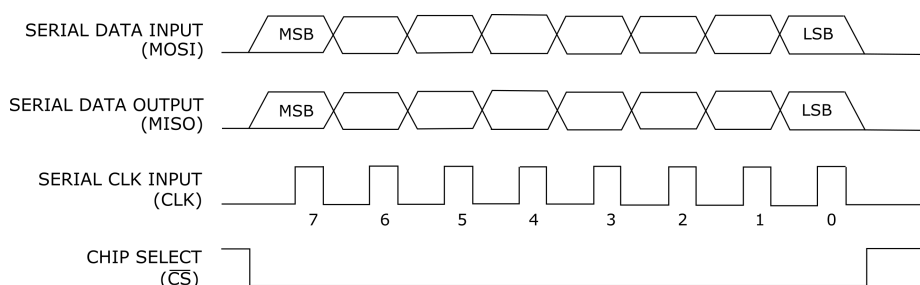 SERIAL DATA INPUT
(MOSI)
MSB
LSB
SERIAL DATA OUTPUT
(MISO)
MSB
LSB
SERIAL CLK INPUT
(CLK)
7 6 5 4 3 2 1 0
CHIP SELECT
(C̅S̅)